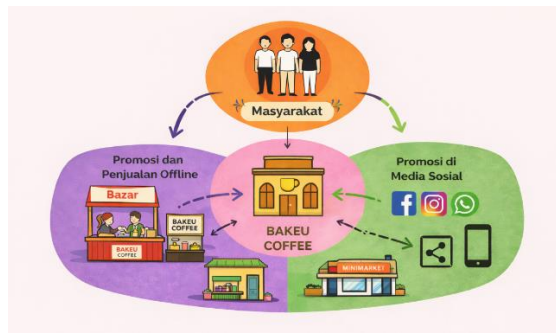 Masyarakat
Promosi dan
Penjualan Offline
Bazar
BAKEU
COFFEE
BAKEU
COFFEE
BAKEU
COFFEE
Promosi di
Media Sosial
MINIMARKET